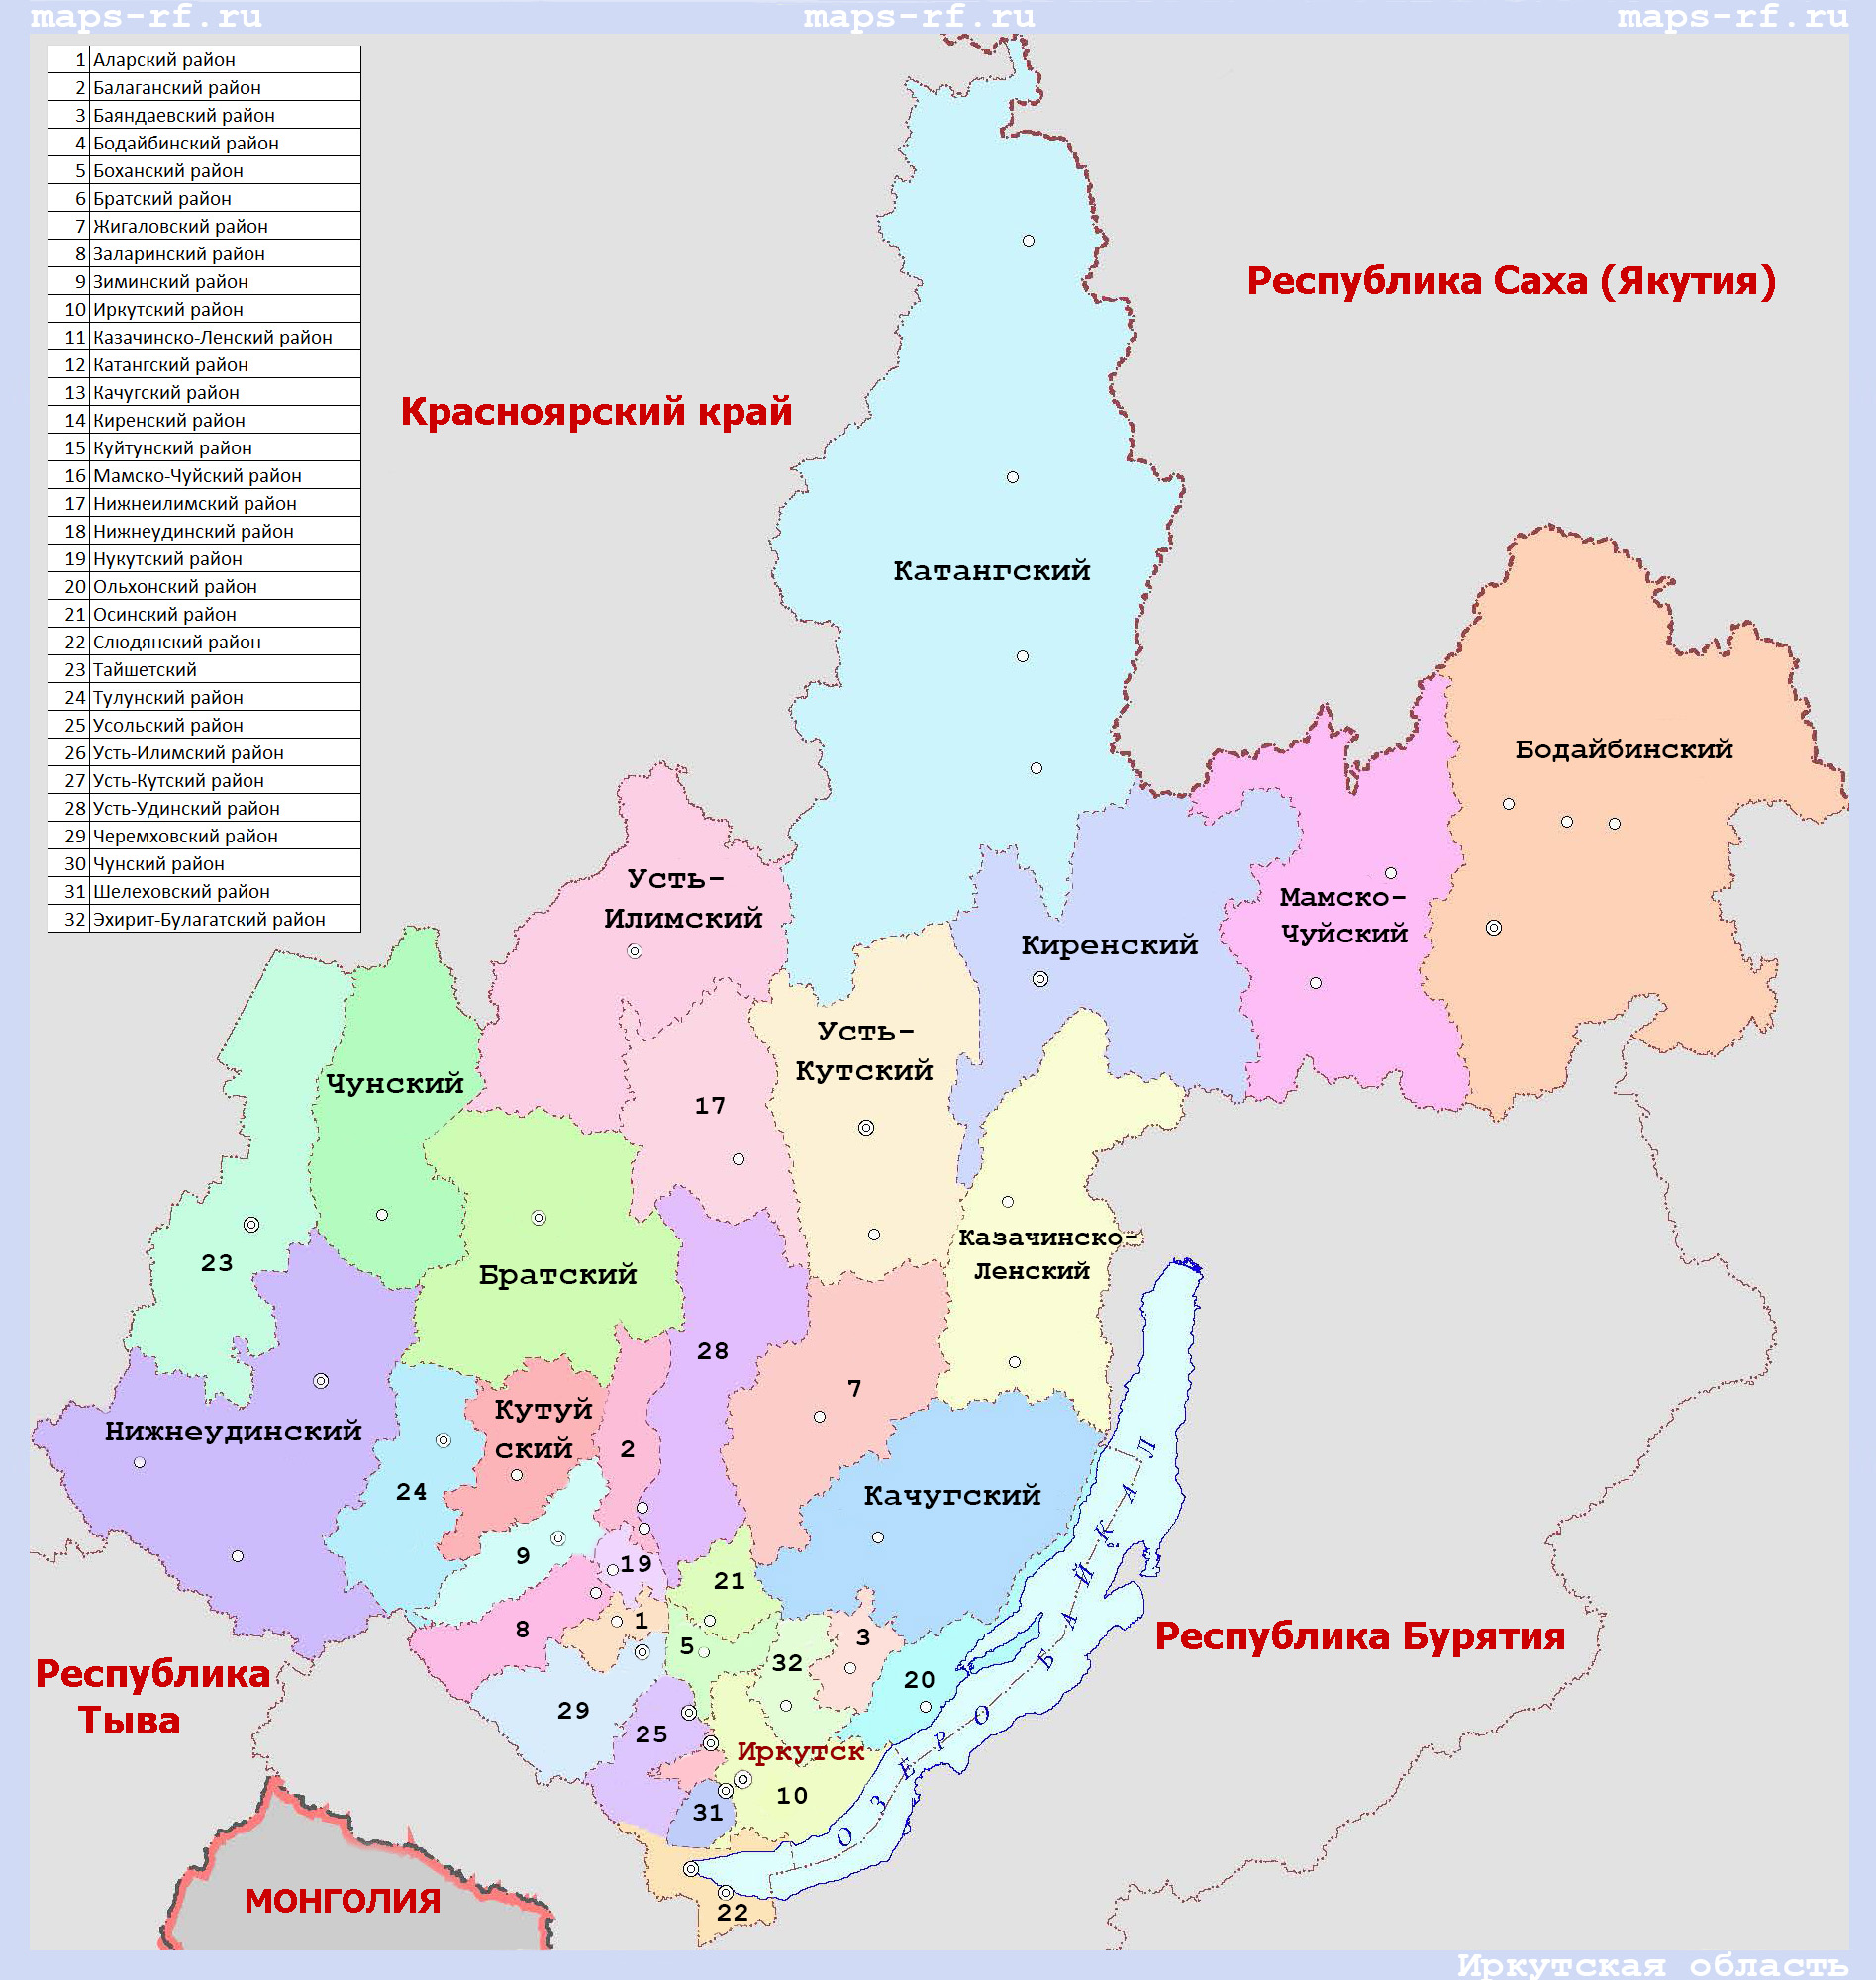 maps-rf.ru maps-rf.ru maps-rf.ru
1 Аларский район
2 Балаганский район
3 Баяндаевский район
4 Бодайбинский район
5 Боханский район
6 Братский район
7 Жигаловский район
8 Заларинский район
9 Зиминский район
10 Иркутский район
11 Казачинско-Ленский район
12 Катангский район
13 Качугский район
14 Киренский район
15 Куйтунский район
16 Мамско-Чуйский район
17 Нижнеилимский район
18 Нижнеудинский район
19 Нукутский район
20 Ольхонский район
21 Осинский район
22 Слюдянский район
23 Тайшетский
24 Тулунский район
25 Усольский район
26 Усть-Илимский район
27 Усть-Кутский район
28 Усть-Удинский район
29 Черемховский район
30 Чунский район
31 Шелеховский район
32 Эхирит-Булагатский район
Республика Саха (Якутия)
Красноярский край
Катангский
Бодайбинский
Усть-
Илимский
Мамско-
Чуйский
Киренский
Усть-
Кутский
Чунский
17
Казачинско-
Ленский
23
Братский
28
7
Кутуй
ский
Нижнеудинский
2
24
Качугский
9
19
21
1
8
5
3
32
20
Республика Бурятия
Республика
Тыва
29
25
Иркутск
10
31
ОЗЕРО БАЙКАЛ
МОНГОЛИЯ
22
Иркутская область